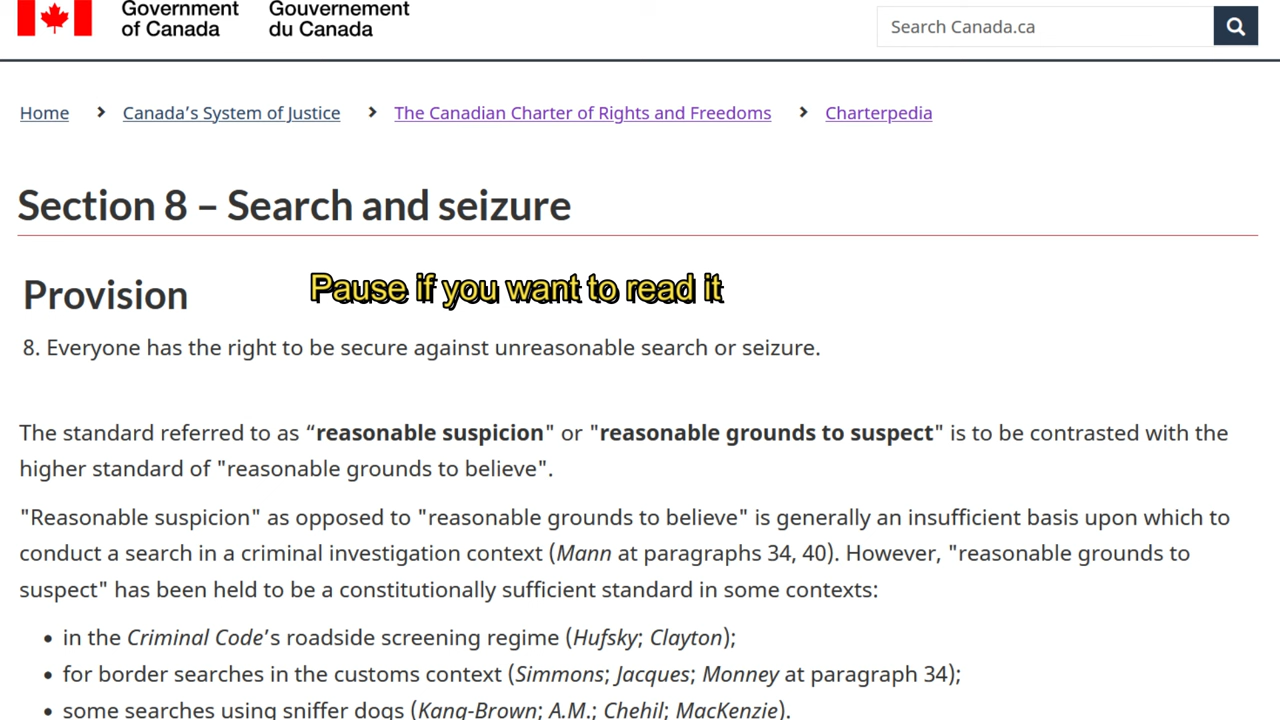 Government Gouvernement
of Canada du Canada
Search Canada.ca
Home > Canada's System of Justice > The Canadian Charter of Rights and Freedoms > Charterpedia
Section 8 – Search and seizure
Provision
Pause if you want to read it
8. Everyone has the right to be secure against unreasonable search or seizure.
The standard referred to as “reasonable suspicion" or "reasonable grounds to suspect" is to be contrasted with the
higher standard of "reasonable grounds to believe".
"Reasonable suspicion" as opposed to "reasonable grounds to believe" is generally an insufficient basis upon which to
conduct a search in a criminal investigation context (Mann at paragraphs 34, 40). However, "reasonable grounds to
suspect" has been held to be a constitutionally sufficient standard in some contexts:
• in the Criminal Code's roadside screening regime (Hufsky; Clayton);
• for border searches in the customs context (Simmons; Jacques; Monney at paragraph 34);
• some searches using sniffer dogs (Kang-Brown; A.M.; Chehil; MacKenzie).